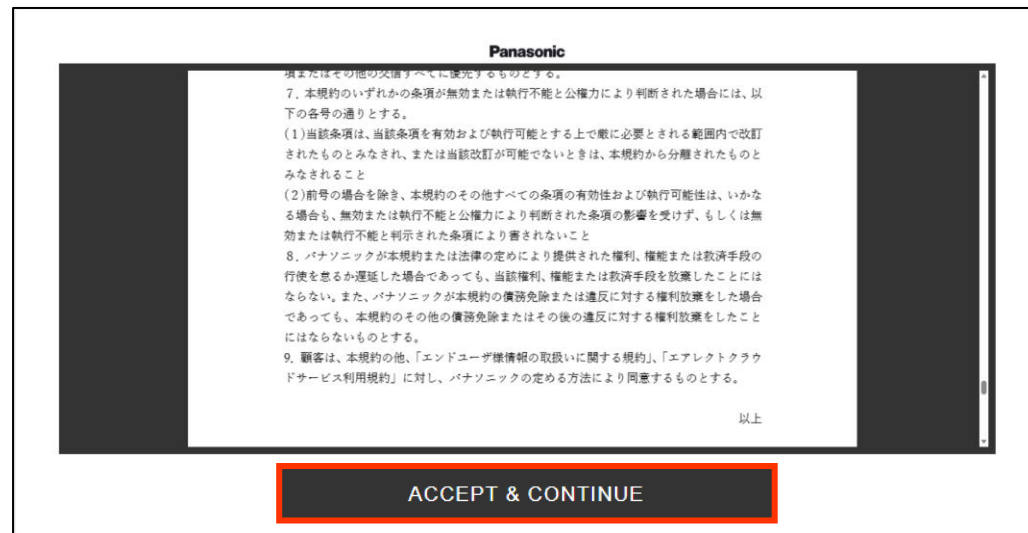 Panasonic
項またはその他の交信すべてに優先するものとする。
7. 本規約のいずれかの条項が無効または執行不能と公権力により判断された場合には、以
下の各号の通りとする。
(1)当該条項は、当該条項を有効および執行可能とする上で厳に必要とされる範囲内で改訂
されたものとみなされ、または当該改訂が可能でないときは、本規約から分離されたものと
みなされること
(2)前号の場合を除き、本規約のその他すべての条項の有効性および執行可能性は、いかな
る場合も、無効または執行不能と公権力により判断された条項の影響を受けず、もしくは無
効または執行不能と判示された条項により害されないこと
8. パナソニックが本規約または法律の定めにより提供された権利、権能または救済手段の
行使を怠るか遅延した場合であっても、当該権利、権能または救済手段を放棄したことには
ならない。また、パナソニックが本規約の債務免除または違反に対する権利放棄をした場合
であっても、本規約のその他の債務免除またはその後の違反に対する権利放棄をしたこと
にはならないものとする。
9. 顧客は、本規約の他、「エンドユーザ様情報の取扱いに関する規約」、「エアレクトクラウ
ドサービス利用規約」に対し、パナソニックの定める方法により同意するものとする。
以上
ACCEPT & CONTINUE